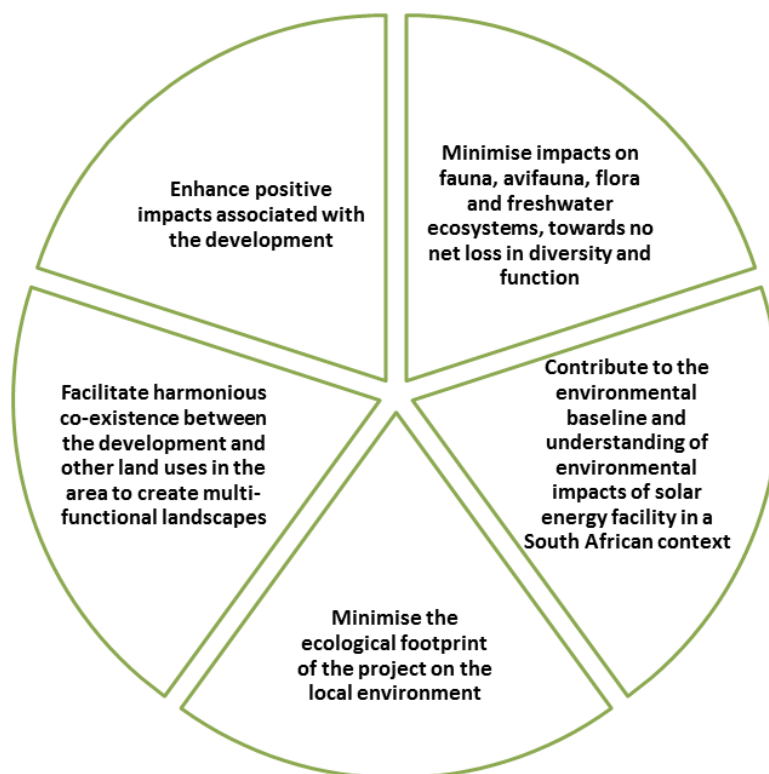 Minimise impacts on
fauna, avifauna, flora
and freshwater
ecosystems, towards no
net loss in diversity and
function
Contribute to the
environmental
baseline and
understanding of
environmental
impacts of solar
energy facility in a
South African context
Minimise the
ecological footprint
of the project on the
local environment
Facilitate harmonious
co-existence between
the development and
other land uses in the
area to create multi-
functional landscapes
Enhance positive
impacts associated with
the development